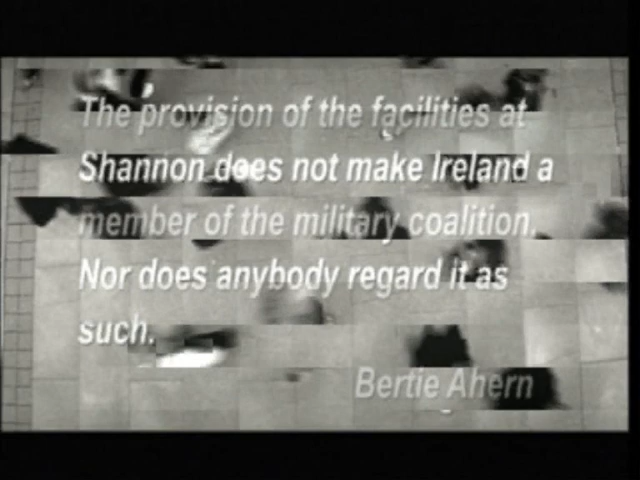 The provision of the facilities at
Shannon does not make Ireland a
member of the military coalition.
Nor does anybody regard it as
such.
Bertie Ahern